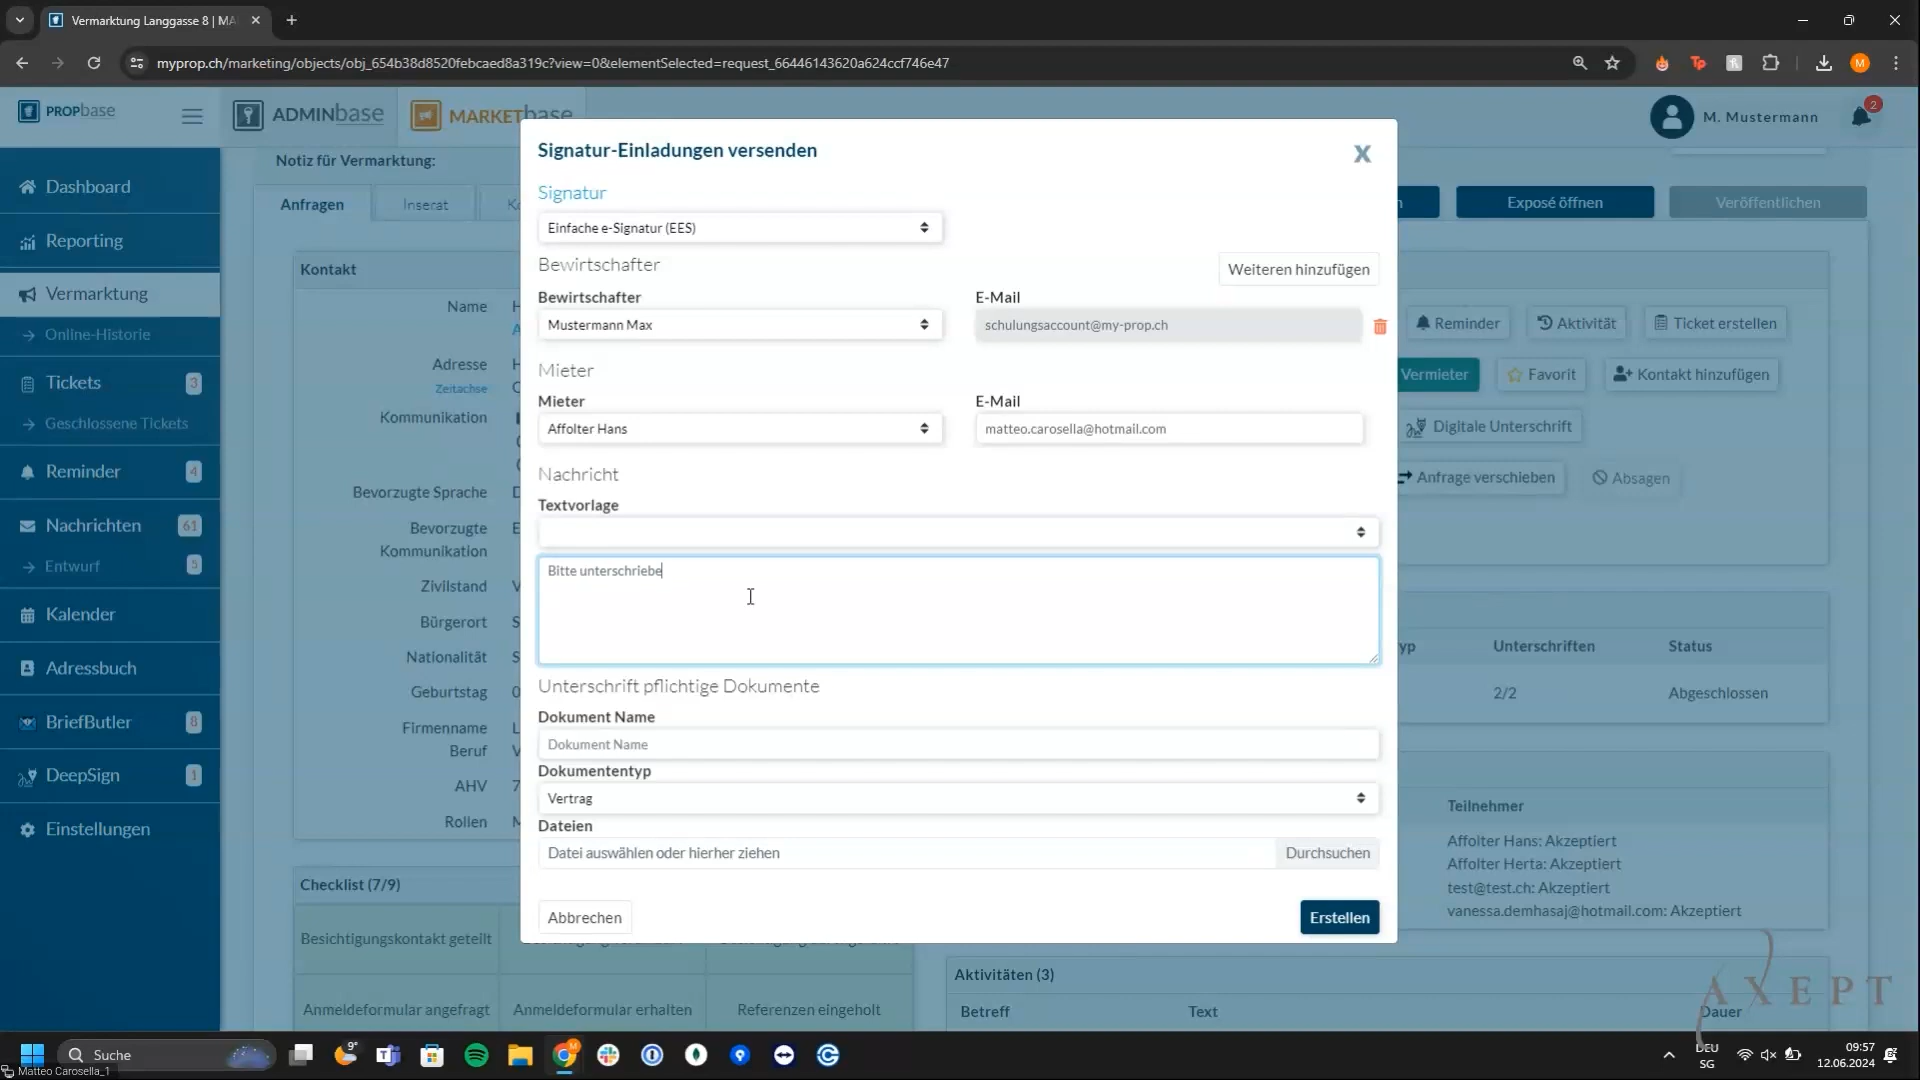 Vermarktung Langgasse 8 | MA
myprop.ch/marketing/objects/obj_654b38d8520febcaed8a319c?view=0&elementSelected=request_66446143620a624ccf746e47
M
PROPbase
ADMINbase
MARKETbase
M. Mustermann
2
Dashboard
Reporting
Vermarktung
Online-Historie
Tickets
3
Geschlossene Tickets
Reminder
4
Nachrichten
61
Entwurf
5
Kalender
Adressbuch
BriefButler
8
DeepSign
1
Einstellungen
Notiz für Vermarktung:
Anfragen
Inserat
Exposé öffnen
Veröffentlichen
Kontakt
Name
Adresse
Zeitachse
Kommunikation
Bevorzugte Sprache
Bevorzugte
Kommunikation
Zivilstand
Bürgerort
Nationalität
Geburtstag
Firmenname
Beruf
AHV
Rollen
Checklist (7/9)
Besichtigungskontakt geteilt
Anmeldeformular angefragt
Anmeldeformular erhalten
Referenzen eingeholt
Signatur-Einladungen versenden
X
Signatur
Einfache e-Signatur (EES)
Bewirtschafter
Weiteren hinzufügen
Bewirtschafter
E-Mail
Mustermann Max
schulungsaccount@my-prop.ch
Mieter
Mieter
E-Mail
Affolter Hans
matteo.carosella@hotmail.com
Nachricht
Textvorlage
Bitte unterschriebe
Unterschrift pflichtige Dokumente
Dokument Name
Dokument Name
Dokumententyp
Vertrag
Dateien
Datei auswählen oder hierher ziehen
Durchsuchen
Abbrechen
Erstellen
Reminder
Aktivität
Ticket erstellen
Vermieter
Favorit
Kontakt hinzufügen
Digitale Unterschrift
Anfrage verschieben
Absagen
Unterschriften
Status
2/2
Abgeschlossen
Teilnehmer
Affolter Hans: Akzeptiert
Affolter Herta: Akzeptiert
test@test.ch: Akzeptiert
vanessa.demhasaj@hotmail.com: Akzeptiert
Aktivitäten (3)
Betreff
Text
Dauer
AXEPT
Suche
9°
DEU
SG
09:57
12.06.2024
Matteo Carosella_1